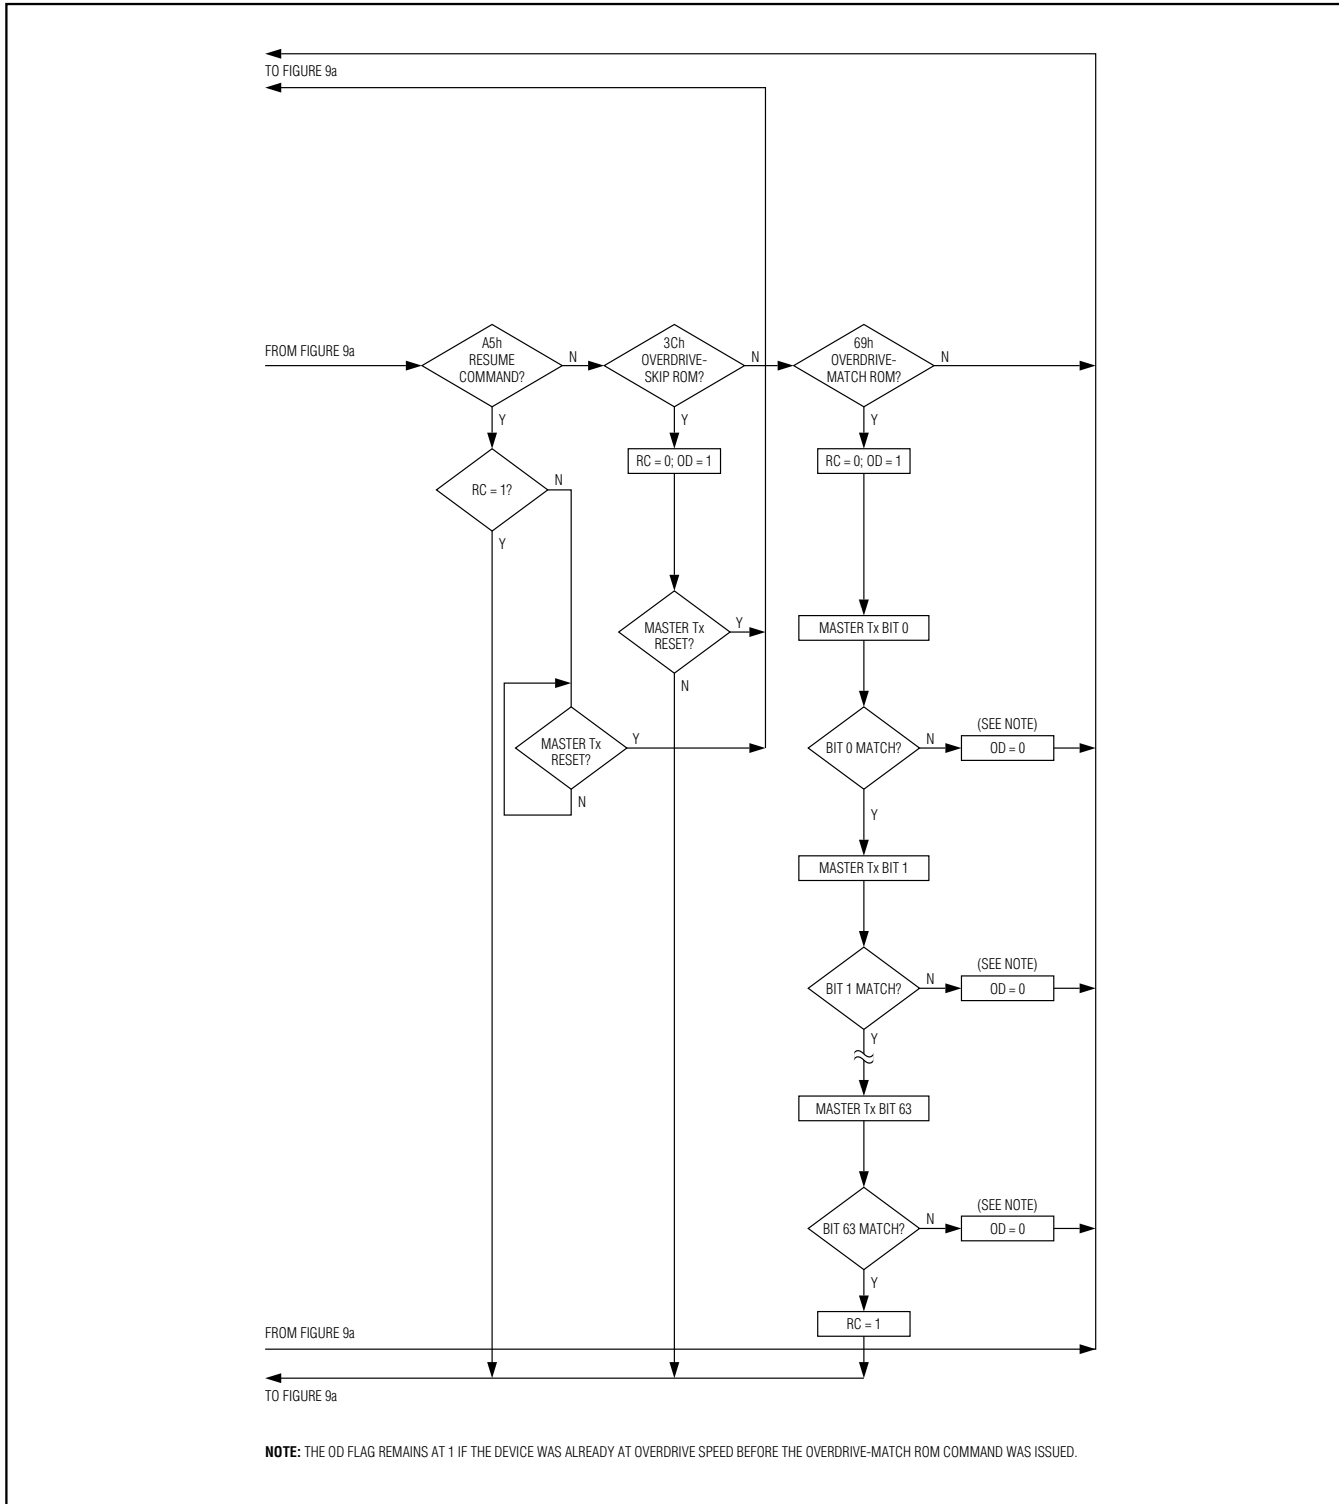 TO FIGURE 9a
FROM FIGURE 9a
A5h
RESUME
COMMAND?
N
Y
3Ch
OVERDRIVE-
SKIP ROM?
N
Y
69h
OVERDRIVE-
MATCH ROM?
N
Y
RC = 1?
N
Y
RC = 0; OD = 1
RC = 0; OD = 1
MASTER Tx
RESET?
Y
N
MASTER Tx BIT 0
MASTER Tx
RESET?
Y
N
BIT 0 MATCH?
N
Y
(SEE NOTE)
OD = 0
MASTER Tx BIT 1
BIT 1 MATCH?
N
Y
(SEE NOTE)
OD = 0
MASTER Tx BIT 63
BIT 63 MATCH?
N
Y
(SEE NOTE)
OD = 0
RC = 1
FROM FIGURE 9a
TO FIGURE 9a
NOTE: THE OD FLAG REMAINS AT 1 IF THE DEVICE WAS ALREADY AT OVERDRIVE SPEED BEFORE THE OVERDRIVE-MATCH ROM COMMAND WAS ISSUED.